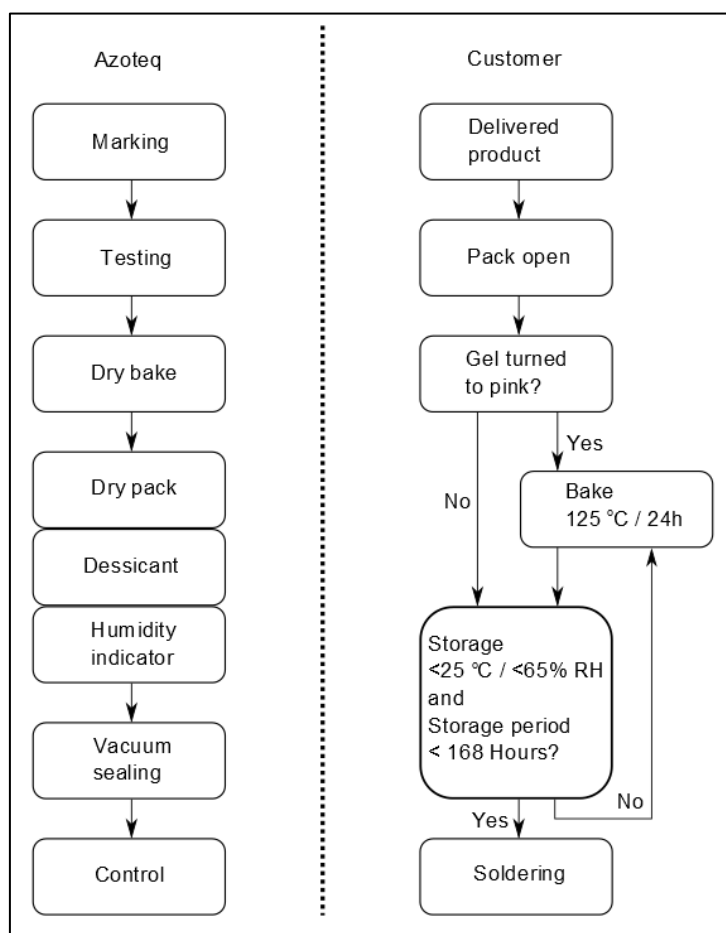 Azoteq
Marking
Testing
Dry bake
Dry pack
Dessicant
Humidity
indicator
Vacuum
sealing
Control
Customer
Delivered
product
Pack open
Gel turned
to pink?
Yes
No
Bake
125 °C / 24h
Storage
<25 °C / <65% RH
and
Storage period
< 168 Hours?
No
Yes
Soldering